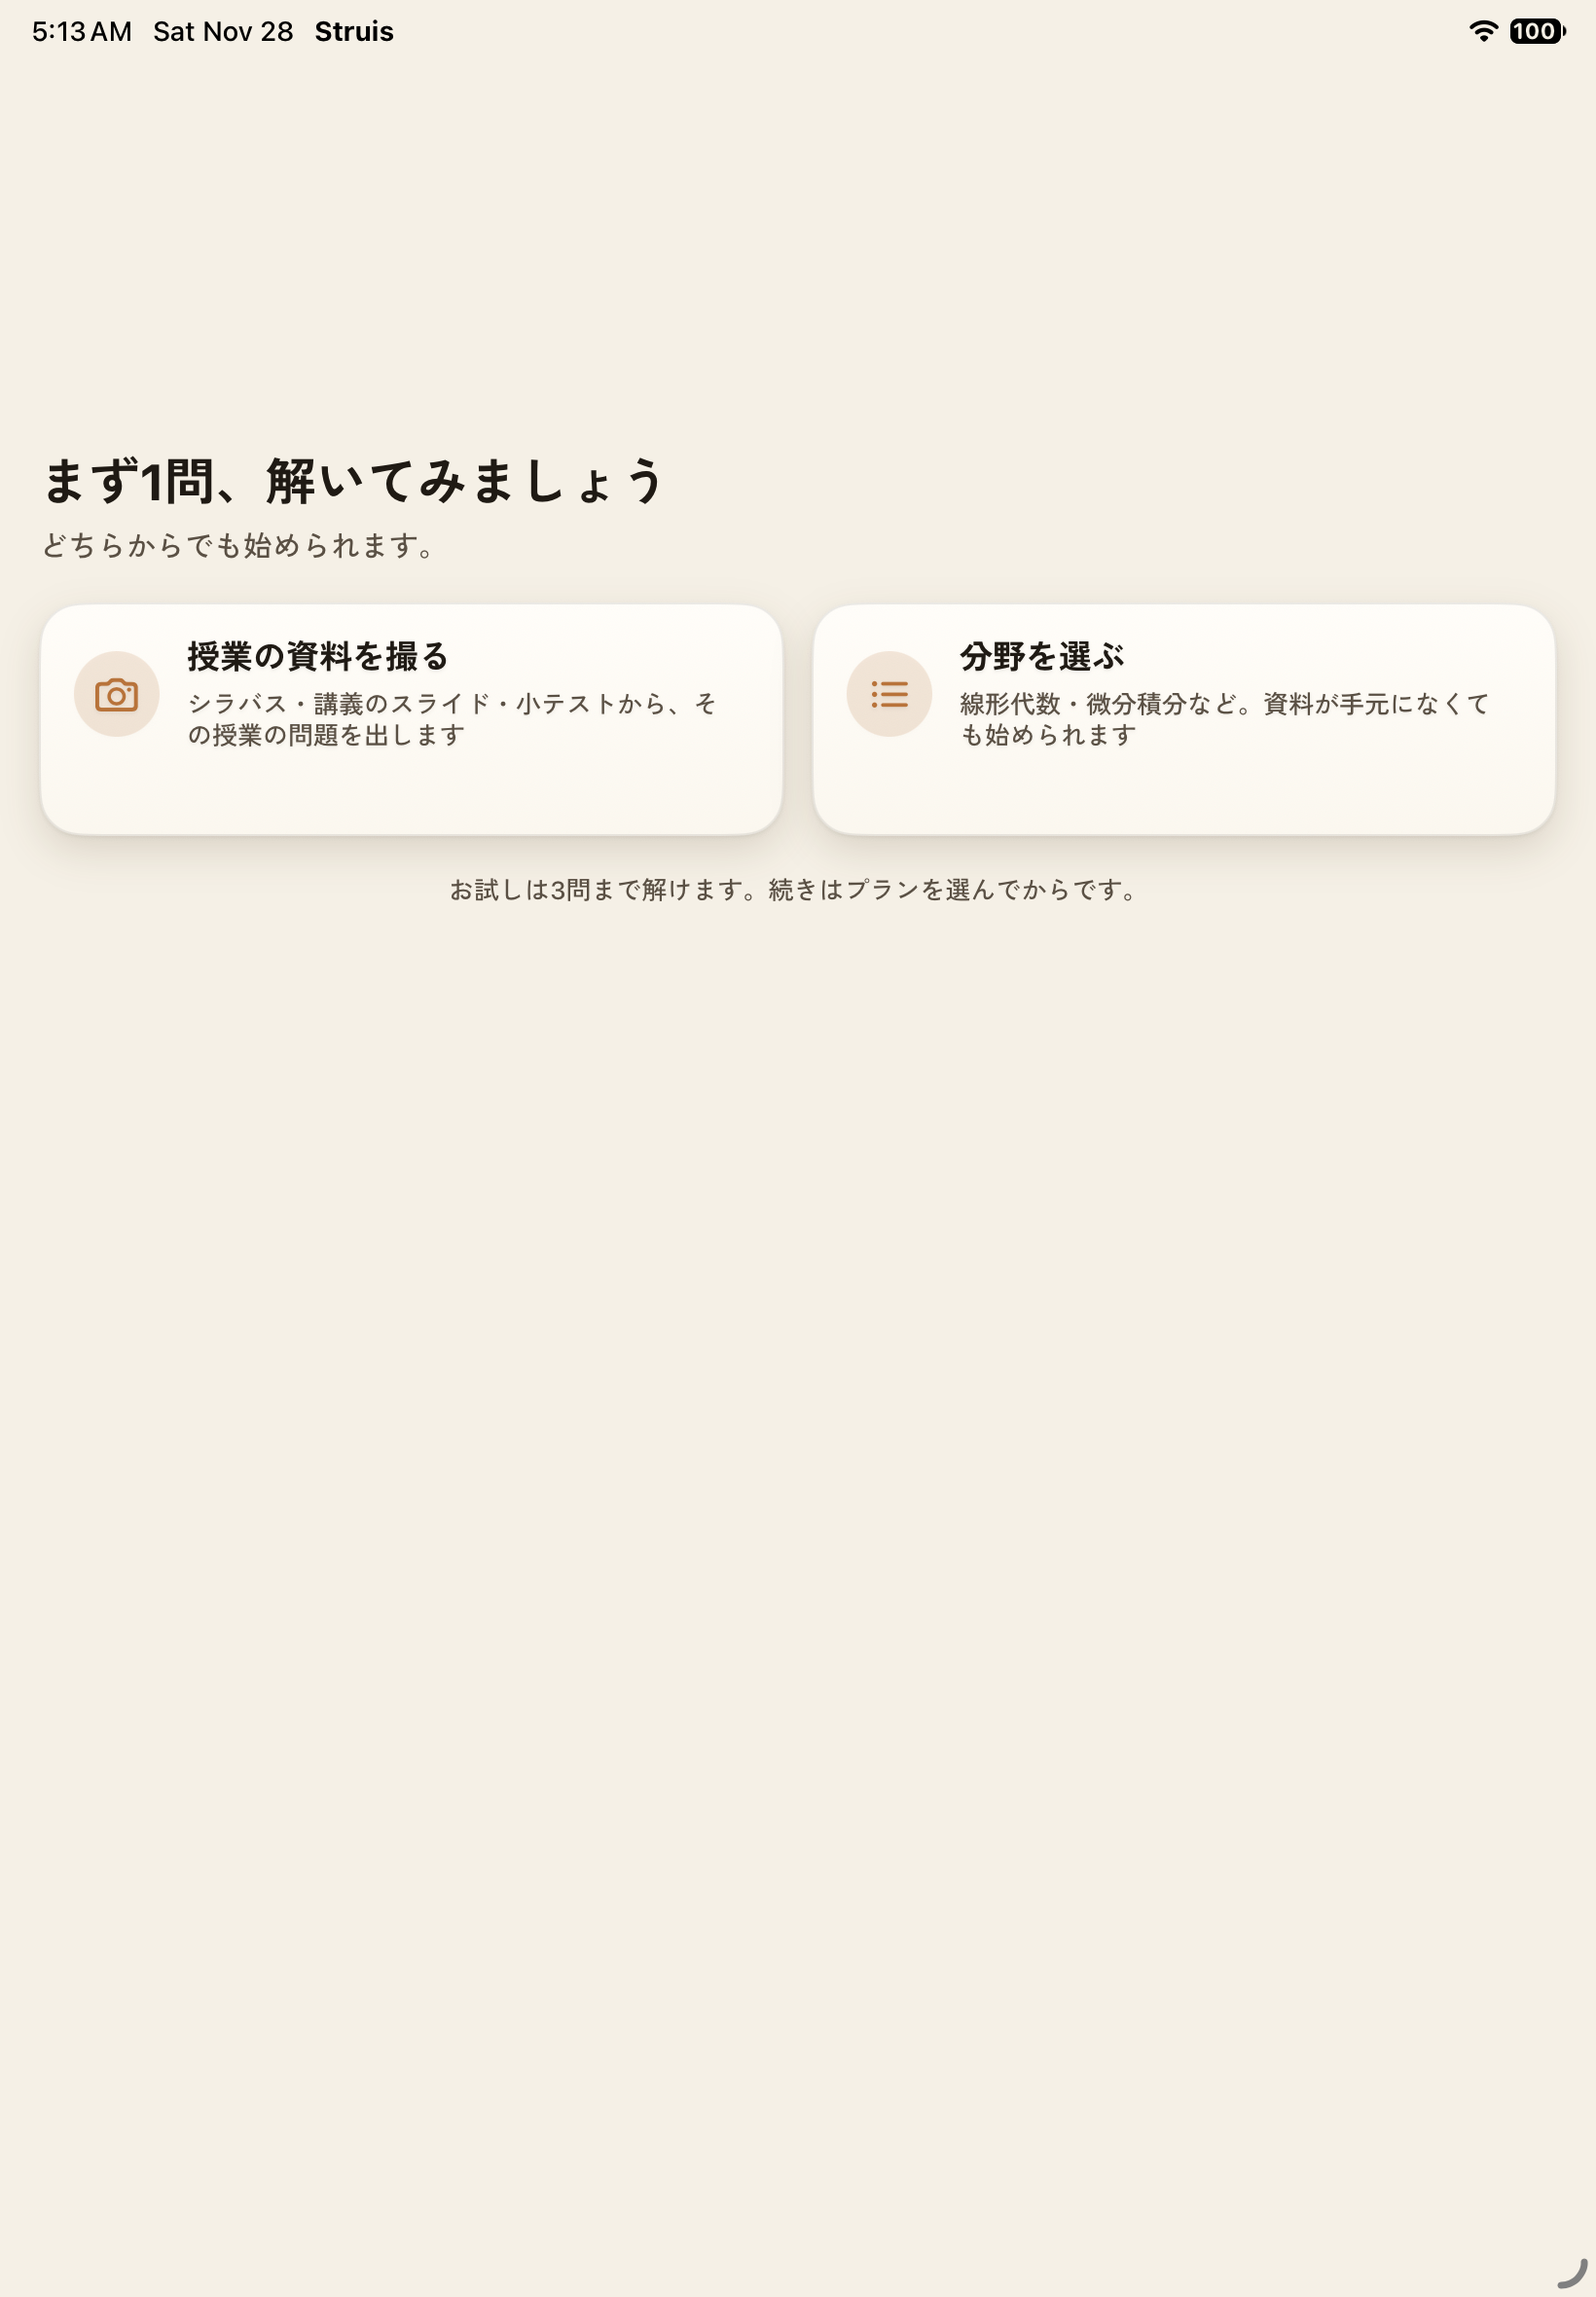 5:13 AM Sat Nov 28 Struis 100
まず1問、解いてみましょう
どちらからでも始められます。
授業の資料を撮る
シラバス・講義のスライド・小テストから、そ
の授業の問題を出します
分野を選ぶ
線形代数・微分積分など。資料が手元になくて
も始められます
お試しは3問まで解けます。続きはプランを選んでからです。